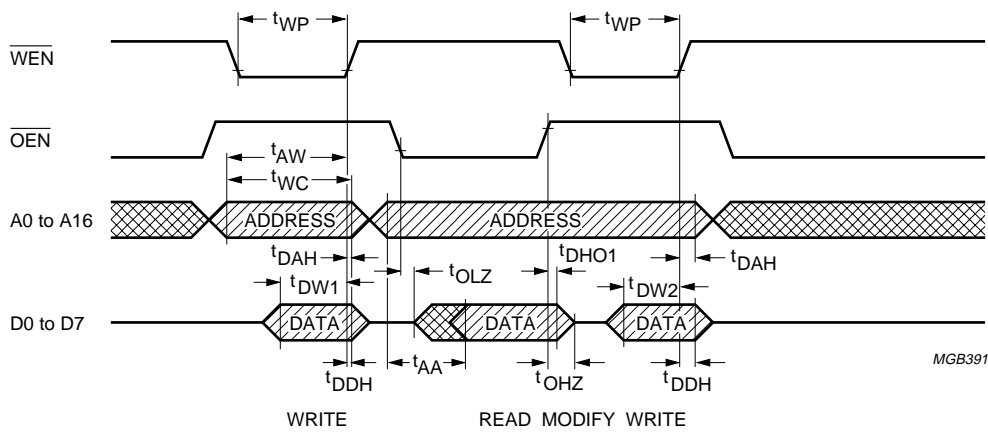 tWP tWP
WEN
OEN
tAW
tWC
A0 to A16 ADDRESS ADDRESS
tDAH tOLZ tDHO1 tDAH
tDW1 tDW2
D0 to D7 DATA DATA DATA
tDDH tAA tOHZ tDDH MGB391
WRITE READ MODIFY WRITE